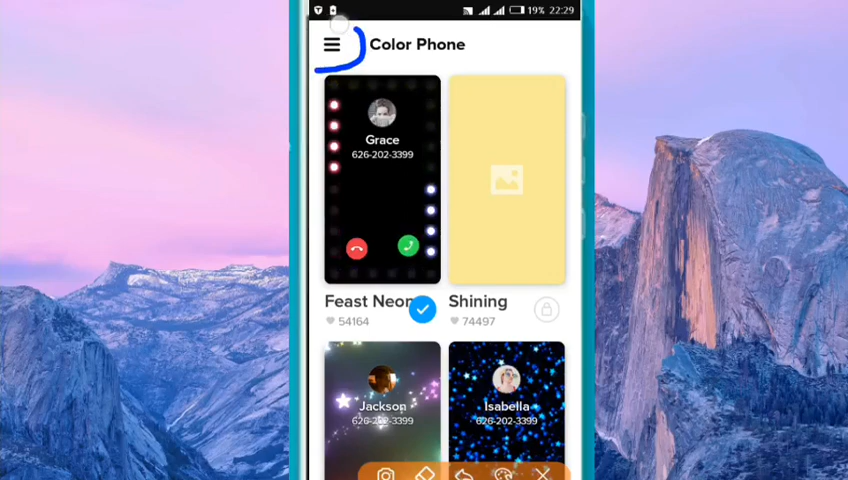 19% 22:29
Color Phone
Grace
626-202-3399
Feast Neon
54164
Shining
74497
Jackson
626-202-3399
Isabella
626-202-3399